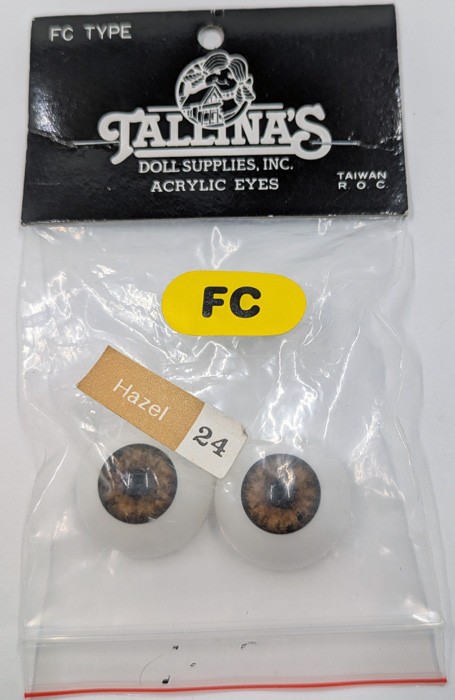 FC TYPE
TALLINA'S
DOLL SUPPLIES, INC.
ACRYLIC EYES
TAIWAN
R. O. C.
FC
Hazel
24